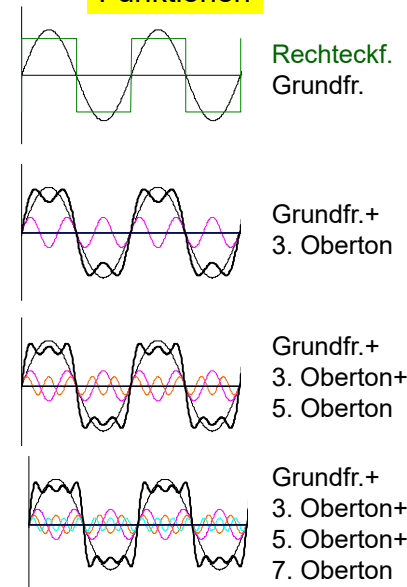 Funktionen
Rechteckf.
Grundfr.
Grundfr.+
3. Oberton
Grundfr.+
3. Oberton+
5. Oberton
Grundfr.+
3. Oberton+
5. Oberton+
7. Oberton